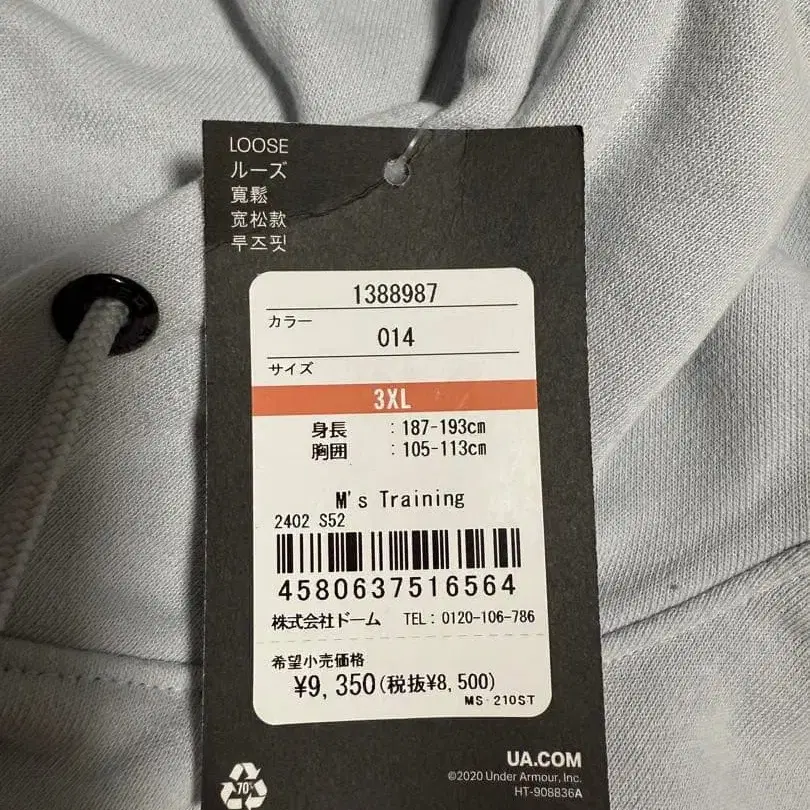 LOOSE
ルーズ
寬鬆
宽松款
루즈핏
1388987
カラー
014
サイズ
3XL
身長 : 187-193cm
胸囲 : 105-113cm
M's Training
2402 S52
4580637516564
株式会社ドーム TEL: 0120-106-786
希望小売価格
¥9,350(税抜¥8,500)
MS-210ST
70%
UA.COM
©2020 Under Armour, Inc.
HT-908836A